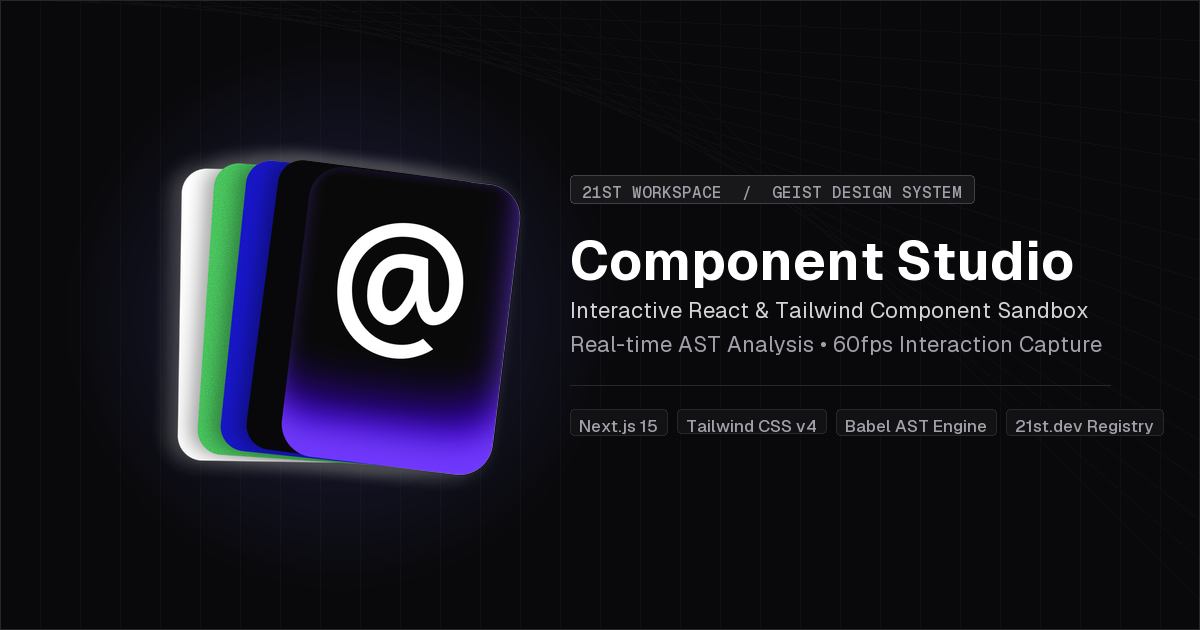 @
21ST WORKSPACE / GEIST DESIGN SYSTEM
Component Studio
Interactive React & Tailwind Component Sandbox
Real-time AST Analysis • 60fps Interaction Capture
Next.js 15 Tailwind CSS v4 Babel AST Engine 21st.dev Registry